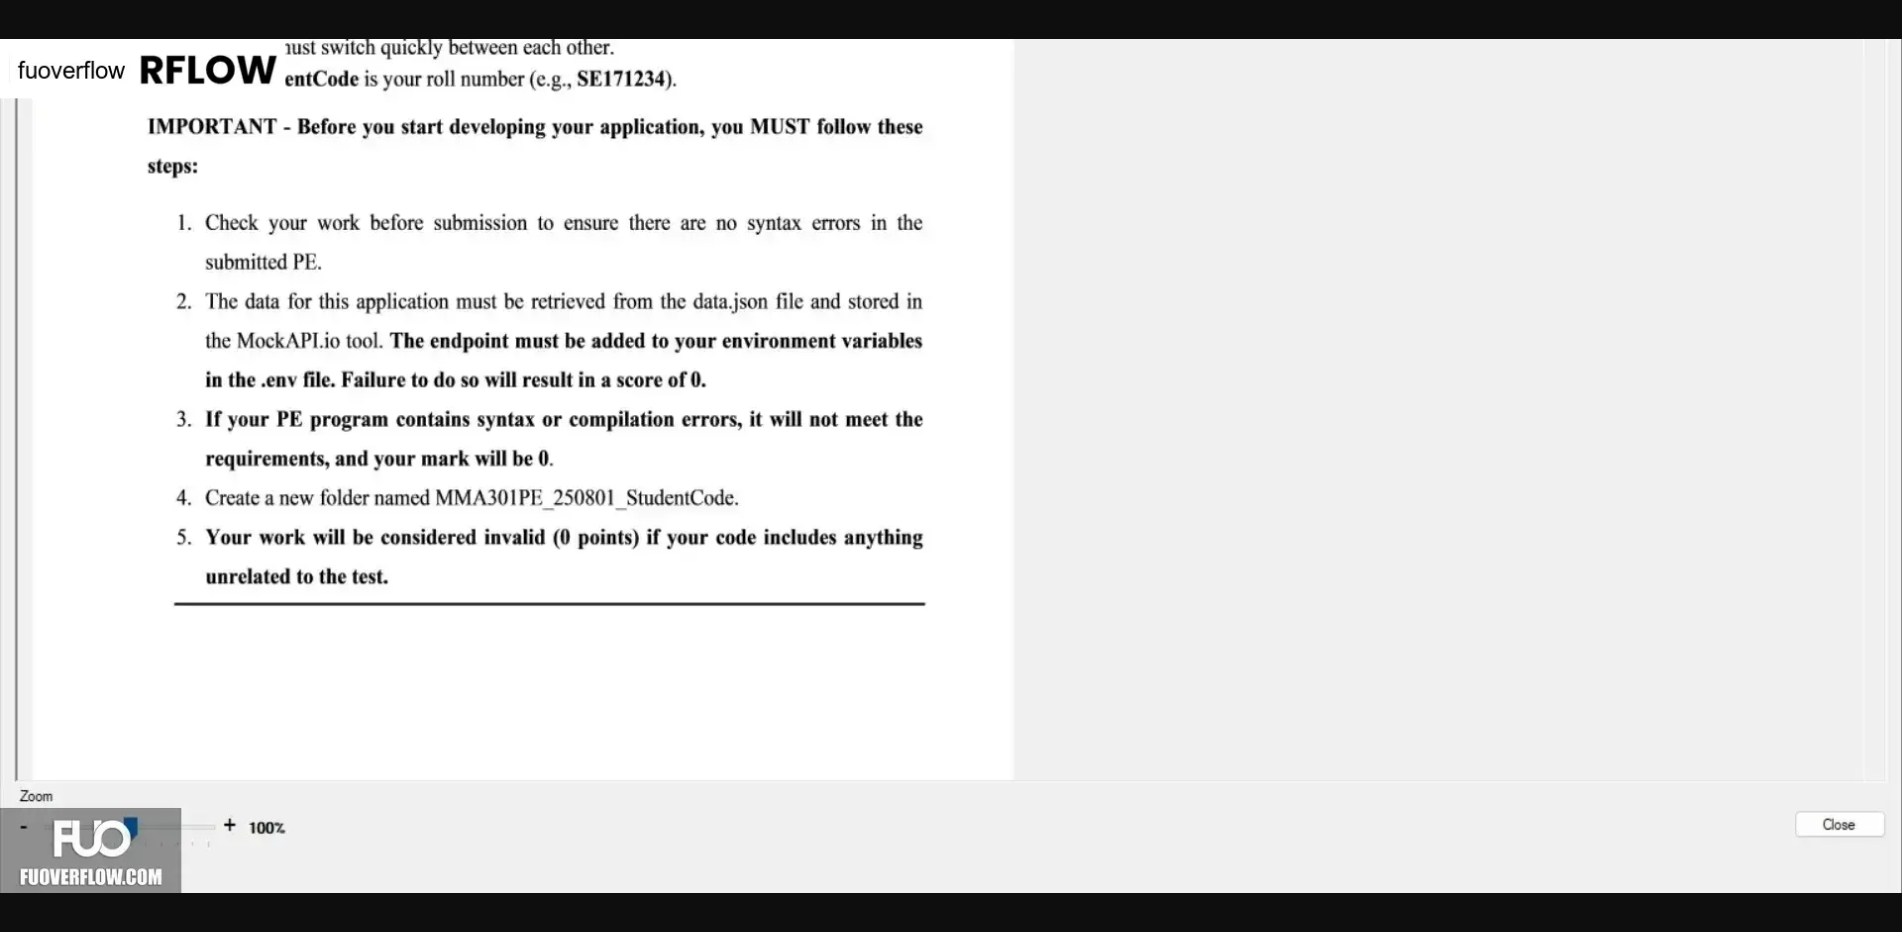 must switch quickly between each other.
fuoverflow RFLOW entCode is your roll number (e.g., SE171234).
IMPORTANT - Before you start developing your application, you MUST follow these
steps:
1. Check your work before submission to ensure there are no syntax errors in the
submitted PE.
2. The data for this application must be retrieved from the data.json file and stored in
the MockAPI.io tool. The endpoint must be added to your environment variables
in the .env file. Failure to do so will result in a score of 0.
3. If your PE program contains syntax or compilation errors, it will not meet the
requirements, and your mark will be 0.
4. Create a new folder named MMA301PE_250801_StudentCode.
5. Your work will be considered invalid (0 points) if your code includes anything
unrelated to the test.
Zoom
- + 100%
Close
FUO
FUOVERFLOW.COM